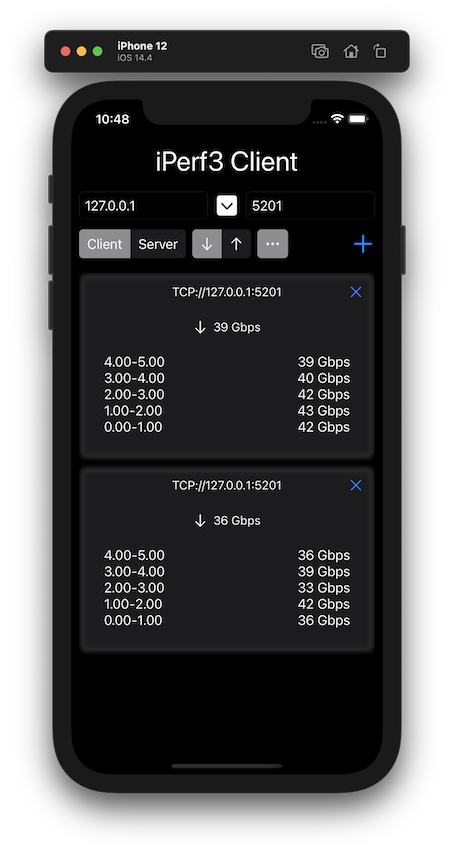 iPhone 12
iOS 14.4
10:48
iPerf3 Client
127.0.0.1 5201
Client Server
TCP://127.0.0.1:5201
39 Gbps
4.00-5.00 39 Gbps
3.00-4.00 40 Gbps
2.00-3.00 42 Gbps
1.00-2.00 43 Gbps
0.00-1.00 42 Gbps
TCP://127.0.0.1:5201
36 Gbps
4.00-5.00 36 Gbps
3.00-4.00 39 Gbps
2.00-3.00 33 Gbps
1.00-2.00 42 Gbps
0.00-1.00 36 Gbps